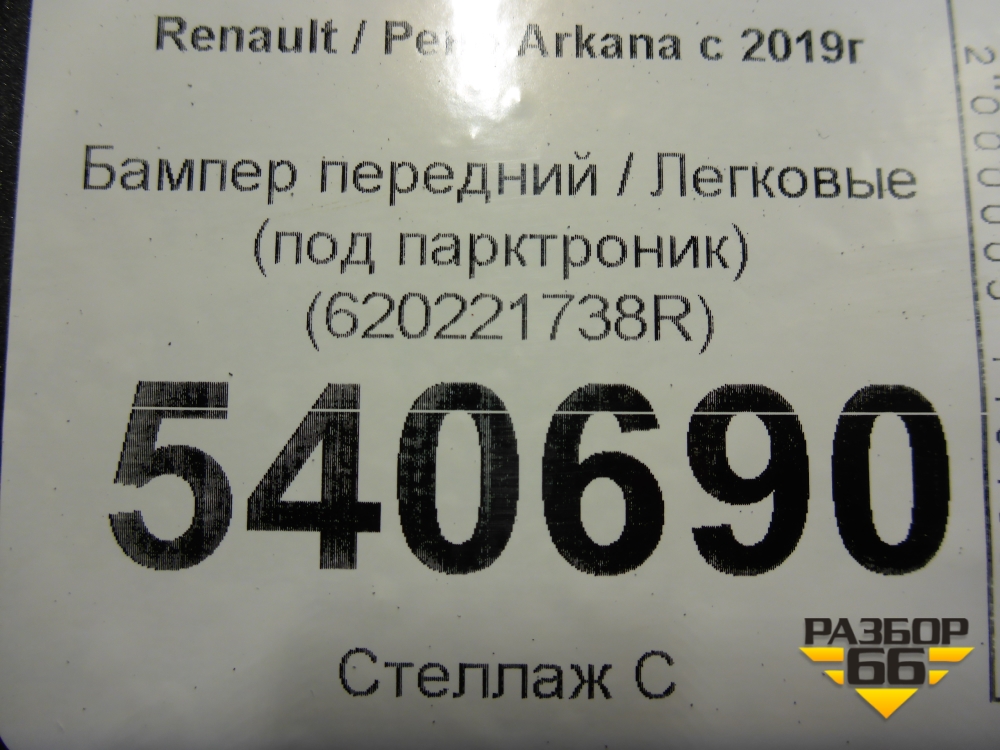 Renault / Arkana с 2019г
Бампер передний / Легковые
(под парктроник)
(620221738R)
540690
Стеллаж С
РАЗБОР
66